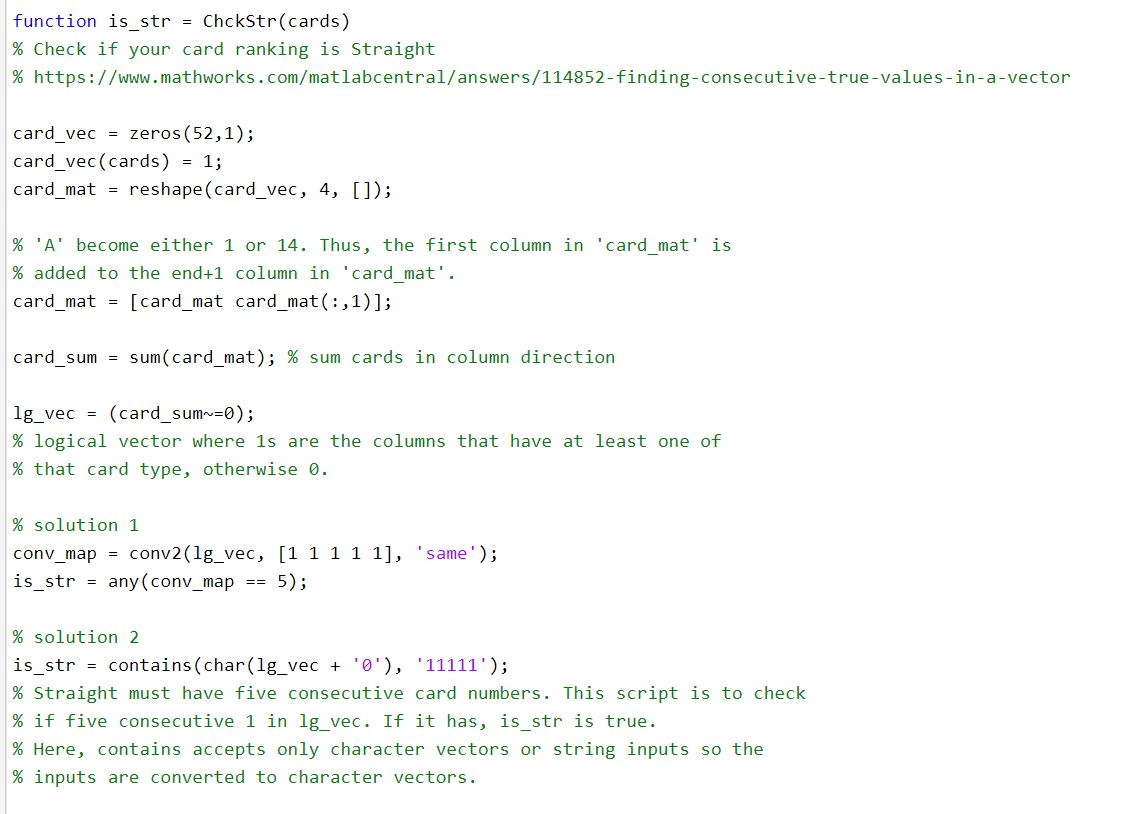 function is_str = ChckStr(cards)
% Check if your card ranking is Straight
% https://www.mathworks.com/matlabcentral/answers/114852-finding-consecutive-true-values-in-a-vector
card_vec = zeros(52,1);
card_vec(cards) = 1;
card_mat = reshape(card_vec, 4, []);
% 'A' become either 1 or 14. Thus, the first column in 'card_mat' is
% added to the end+1 column in 'card_mat'.
card_mat = [card_mat card_mat(:,1)];
card_sum = sum(card_mat); % sum cards in column direction
lg_vec = (card_sum~=0);
% logical vector where 1s are the columns that have at least one of
% that card type, otherwise 0.
% solution 1
conv_map = conv2(lg_vec, [1 1 1 1 1], 'same');
is_str = any(conv_map == 5);
% solution 2
is_str = contains(char(lg_vec + '0'), '11111');
% Straight must have five consecutive card numbers. This script is to check
% if five consecutive 1 in lg_vec. If it has, is_str is true.
% Here, contains accepts only character vectors or string inputs so the
% inputs are converted to character vectors.